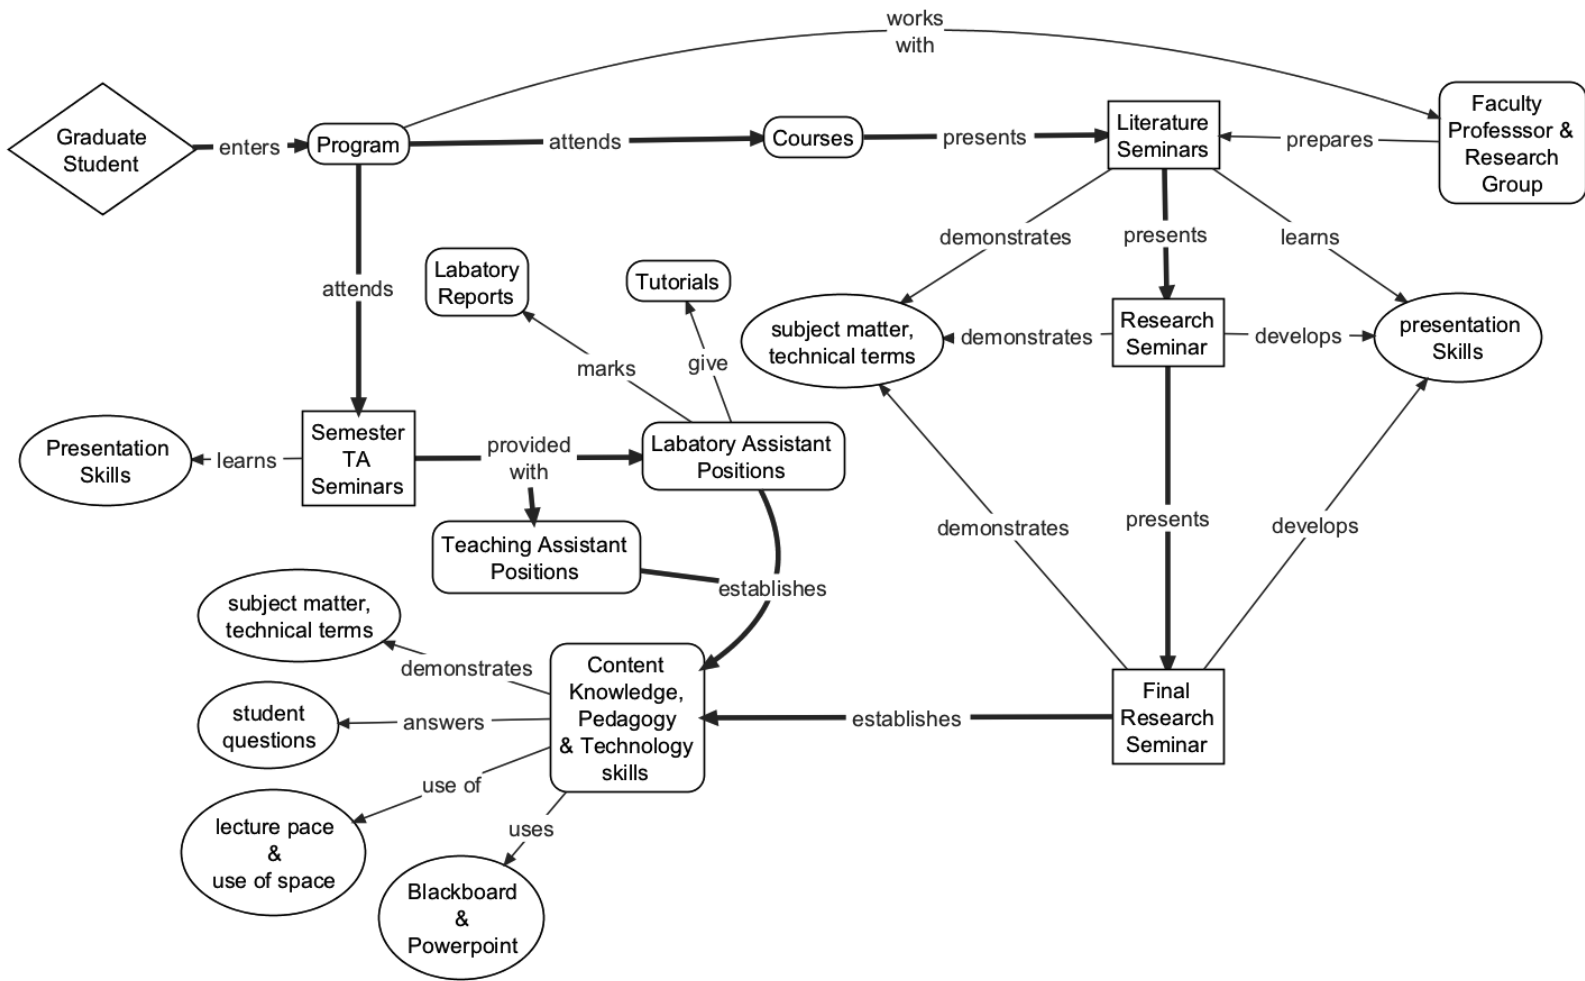 works
with
Graduate
Student
enters
Program
attends
Courses
presents
Literature
Seminars
prepares
Faculty
Professsor &
Research
Group
demonstrates
presents
learns
attends
Labatory
Reports
Tutorials
marks
give
subject matter,
technical terms
demonstrates
Research
Seminar
develops
presentation
Skills
Presentation
Skills
learns
Semester
TA
Seminars
provided
with
Labatory Assistant
Positions
Teaching Assistant
Positions
establishes
demonstrates
presents
develops
subject matter,
technical terms
demonstrates
student
questions
answers
Content
Knowledge,
Pedagogy
& Technology
skills
establishes
Final
Research
Seminar
use of
lecture pace
&
use of space
uses
Blackboard
&
Powerpoint